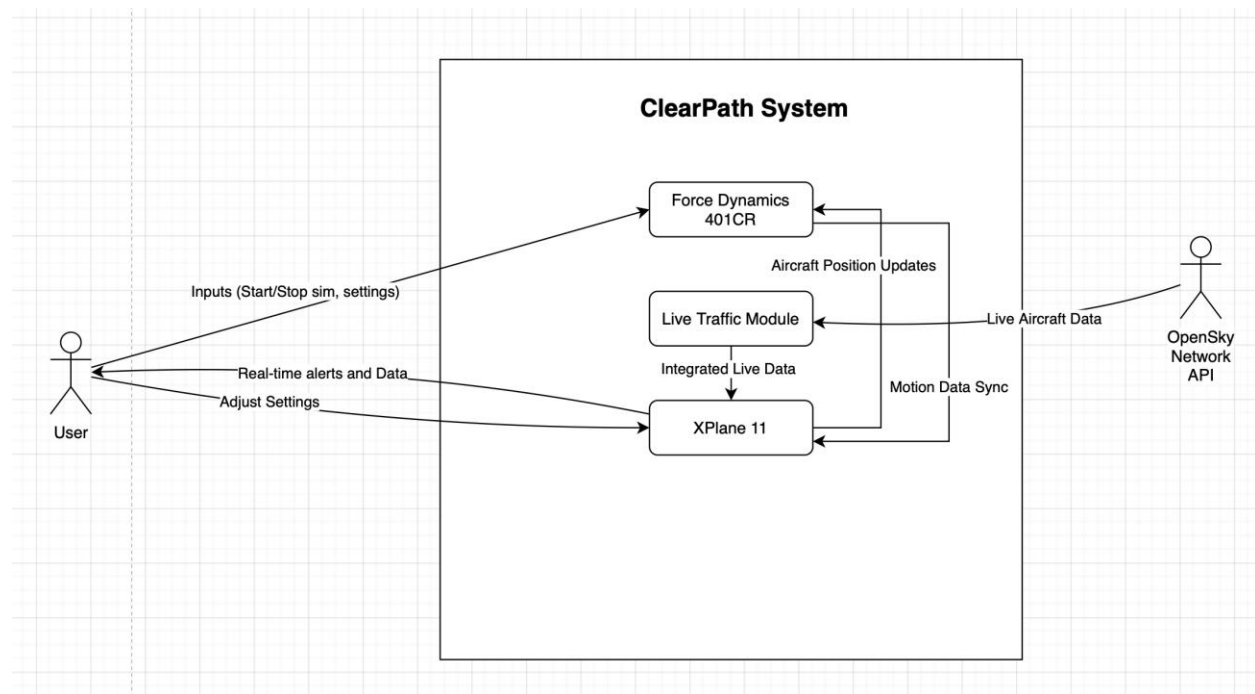 ClearPath System
Force Dynamics
401CR
Inputs (Start/Stop sim, settings)
Aircraft Position Updates
Live Traffic Module
Live Aircraft Data
OpenSky
Network
API
Integrated Live Data
Real-time alerts and Data
Motion Data Sync
Adjust Settings
XPlane 11
User